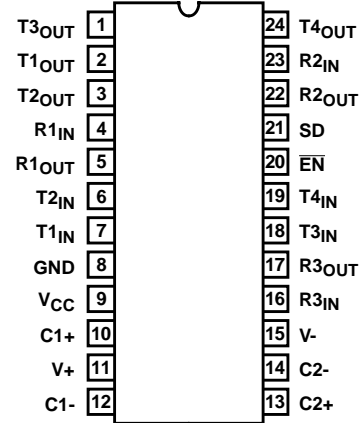 T3OUT 1 24 T4OUT
T1OUT 2 23 R2IN
T2OUT 3 22 R2OUT
R1IN 4 21 SD
R1OUT 5 20 E̅N̅
T2IN 6 19 T4IN
T1IN 7 18 T3IN
GND 8 17 R3OUT
VCC 9 16 R3IN
C1+ 10 15 V-
V+ 11 14 C2-
C1- 12 13 C2+